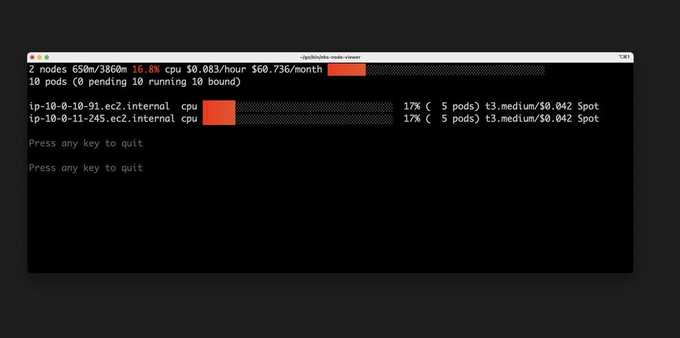 ~/go/bin/eks-node-viewer
⌥⌘1
2 nodes 650m/3860m 16.8% cpu $0.083/hour $60.736/month
10 pods (0 pending 10 running 10 bound)
ip-10-0-10-91.ec2.internal cpu 17% ( 5 pods) t3.medium/$0.042 Spot
ip-10-0-11-245.ec2.internal cpu 17% ( 5 pods) t3.medium/$0.042 Spot
Press any key to quit
Press any key to quit